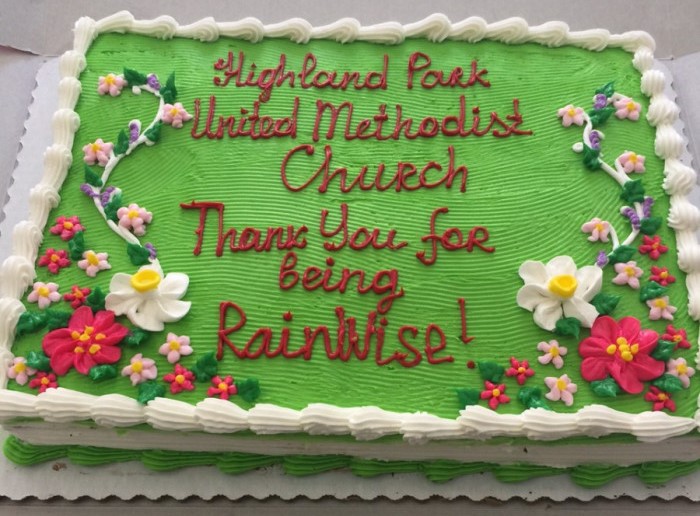 Highland Park
United Methodist
Church
Thank You for
being
RainWise!